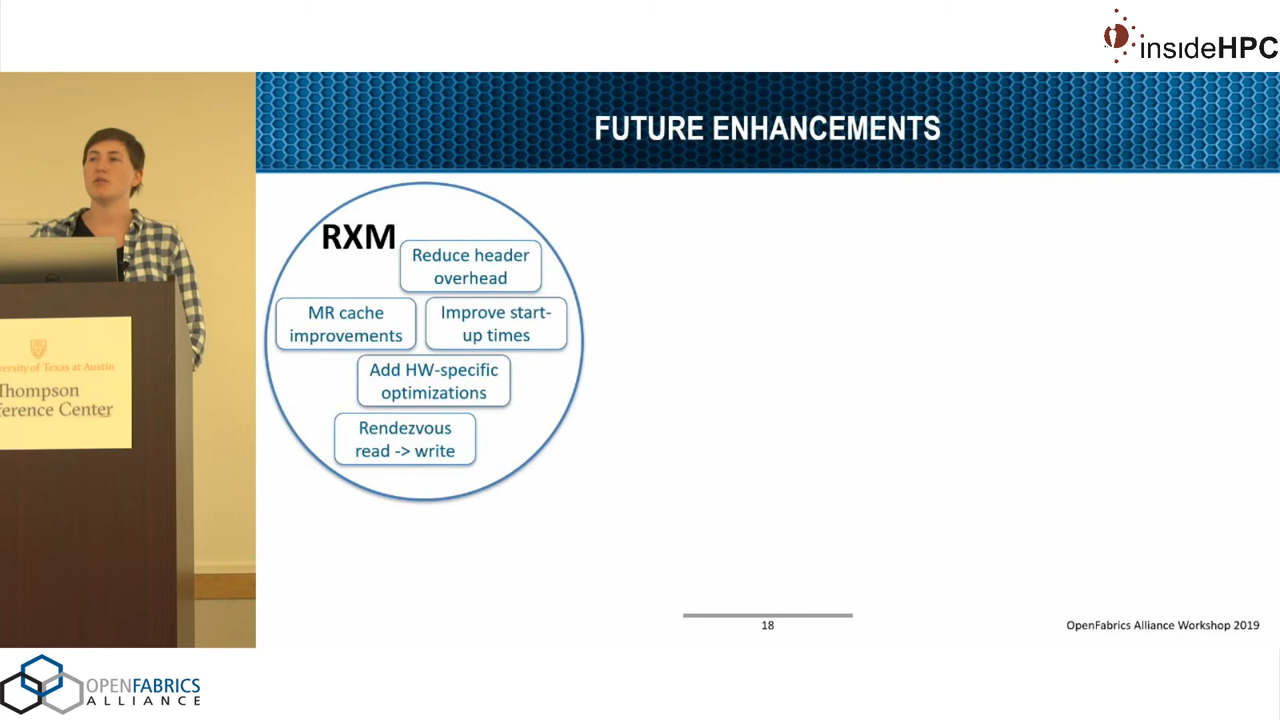 insideHPC
FUTURE ENHANCEMENTS
RXM
Reduce header
overhead
MR cache
improvements
Improve start-
up times
Add HW-specific
optimizations
Rendezvous
read -> write
versity of Texas at Austin
Thompson
ference Center
18
OpenFabrics Alliance Workshop 2019
OPENFABRICS
ALLIANCE